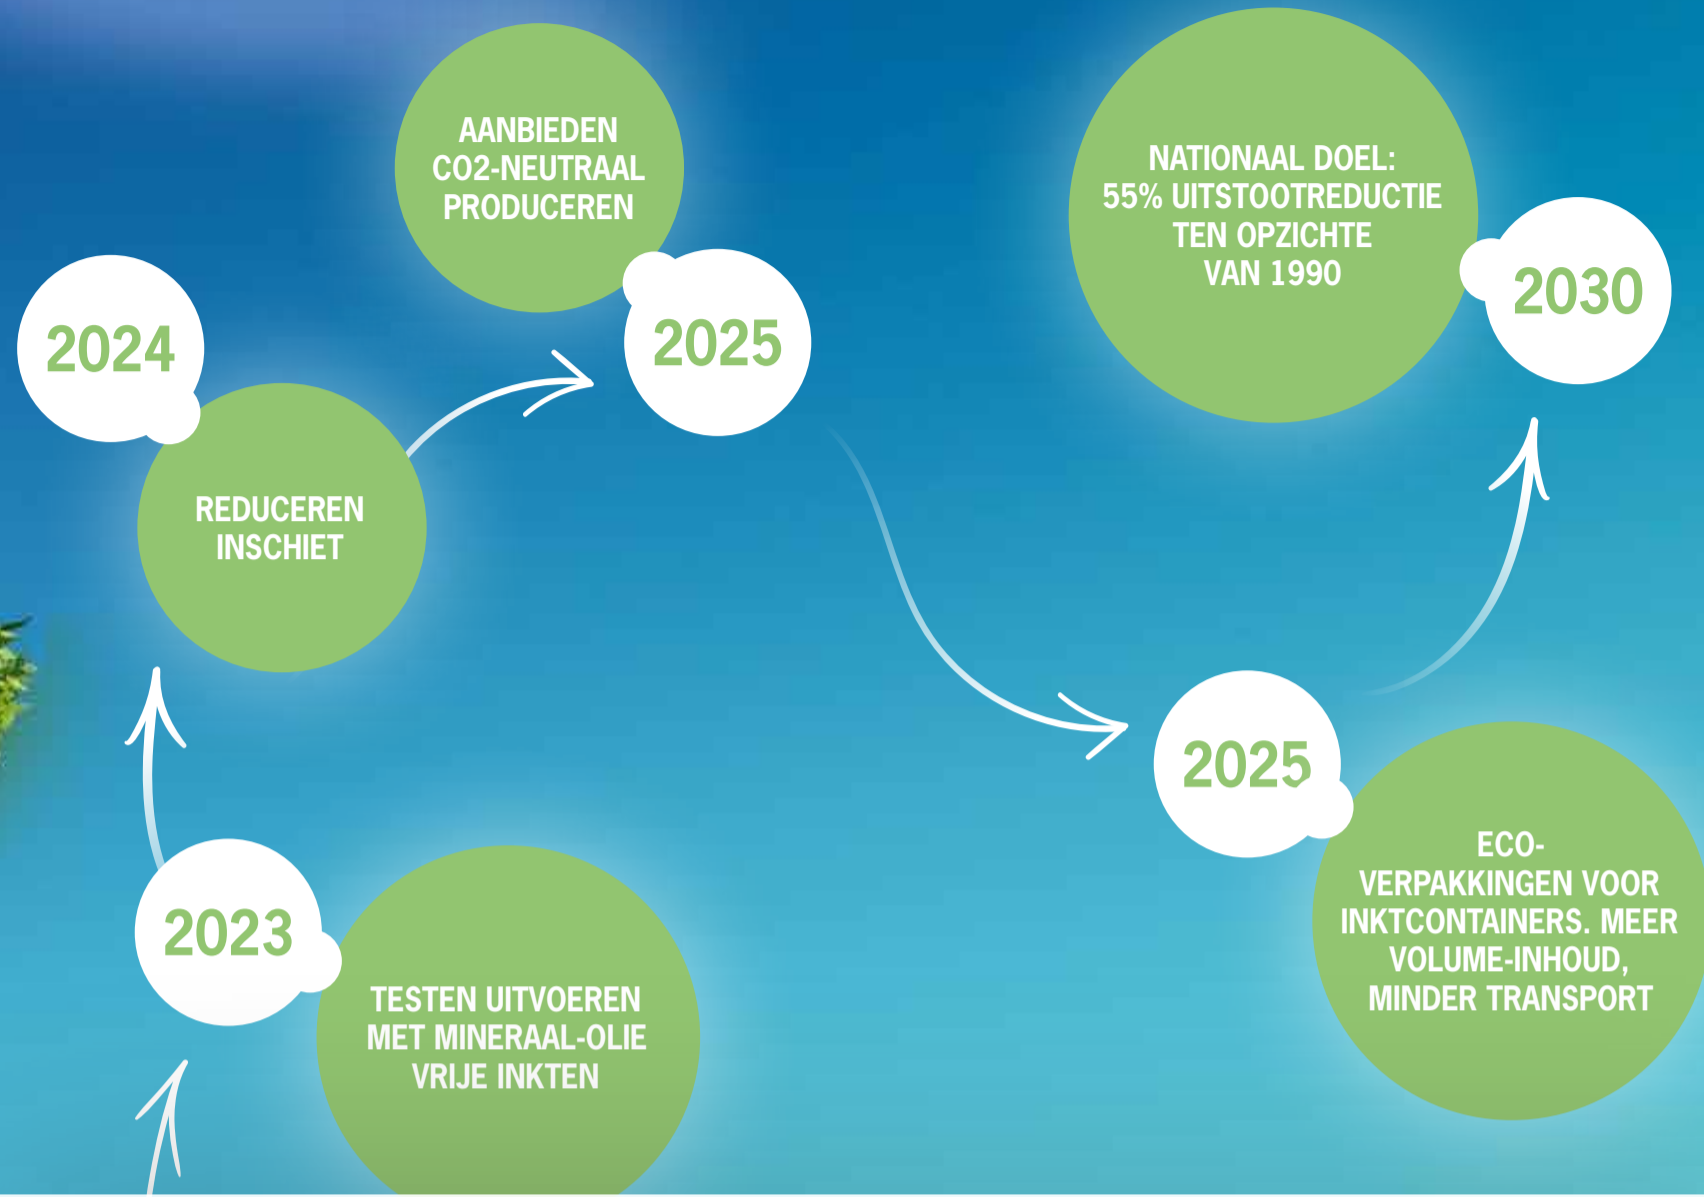 2023
TESTEN UITVOEREN
MET MINERAAL-OLIE
VRIJE INKTEN
2024
REDUCEREN
INSCHIET
AANBIEDEN
CO2-NEUTRAAL
PRODUCEREN
2025
2025
ECO-
VERPAKKINGEN VOOR
INKTCONTAINERS. MEER
VOLUME-INHOUD,
MINDER TRANSPORT
NATIONAAL DOEL:
55% UITSTOOTREDUCTIE
TEN OPZICHTE
VAN 1990
2030